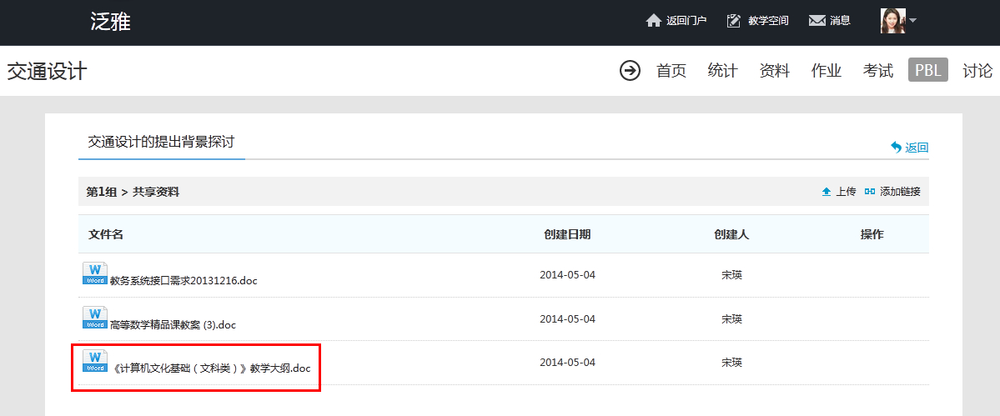 泛雅
返回门户 教学空间 消息
交通设计
首页 统计 资料 作业 考试 PBL 讨论
交通设计的提出背景探讨
返回
第1组 > 共享资料
上传 添加链接
文件名 创建日期 创建人 操作
W Word 教务系统接口需求20131216.doc 2014-05-04 宋瑛
W Word 高等数学精品课教案 (3).doc 2014-05-04 宋瑛
W Word 《计算机文化基础（文科类）》教学大纲.doc 2014-05-04 宋瑛